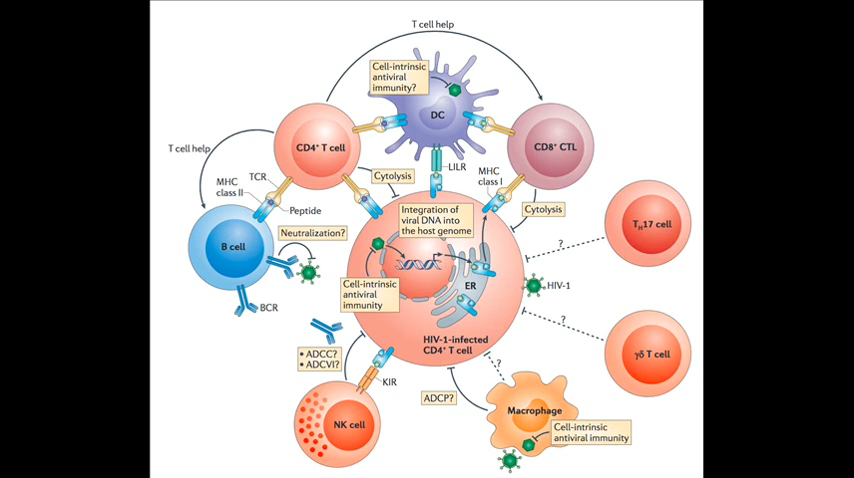 T cell help
Cell-intrinsic
antiviral
immunity?
DC
CD4⁺ T cell
CD8⁺ CTL
T cell help
TCR
MHC
class II
Peptide
Cytolysis
LILR
MHC
class I
Cytolysis
Integration of
viral DNA into
the host genome
B cell
Neutralization?
BCR
T_H17 cell
?
ER
HIV-1
Cell-intrinsic
antiviral
immunity
?
HIV-1-infected
CD4⁺ T cell
γδ T cell
• ADCC?
• ADCVI?
KIR
?
ADCP?
NK cell
Macrophage
Cell-intrinsic
antiviral immunity